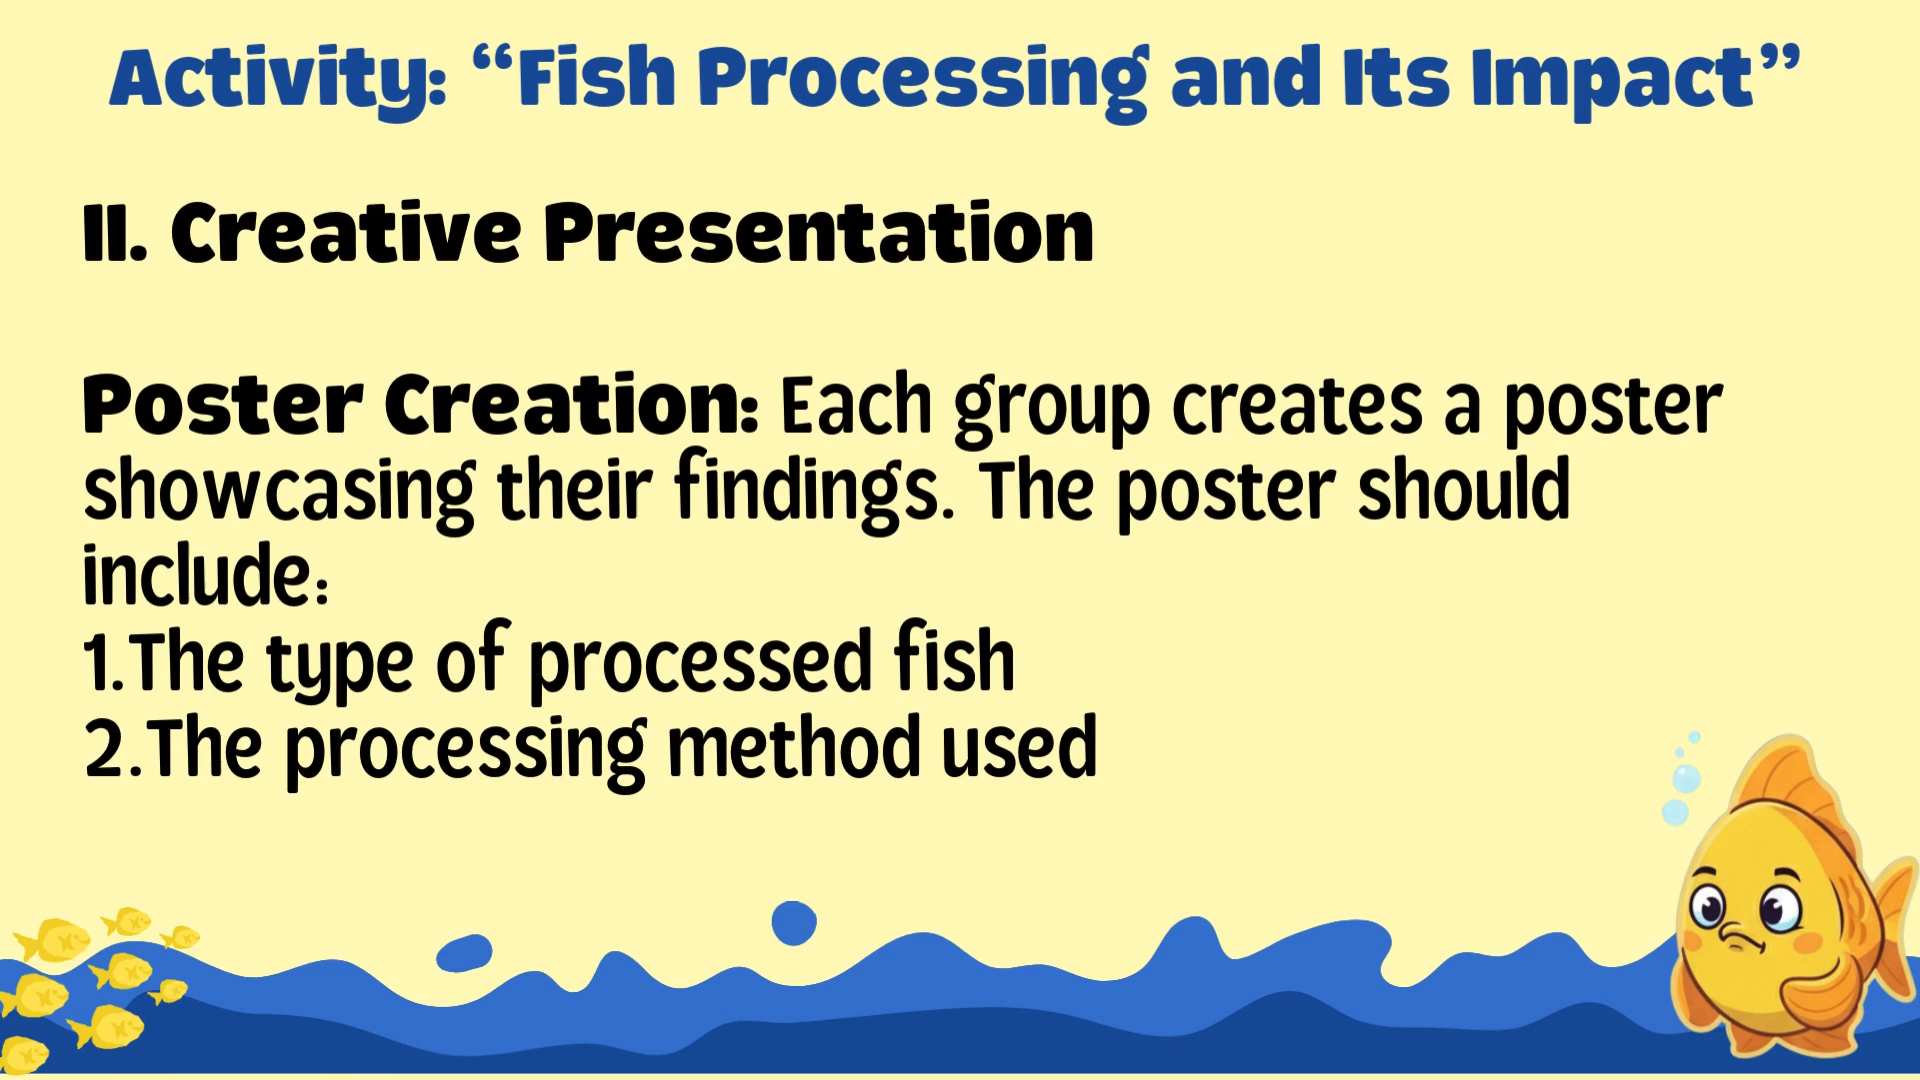 Activity: “Fish Processing and Its Impact”
II. Creative Presentation
Poster Creation: Each group creates a poster
showcasing their findings. The poster should
include:
1.The type of processed fish
2.The processing method used